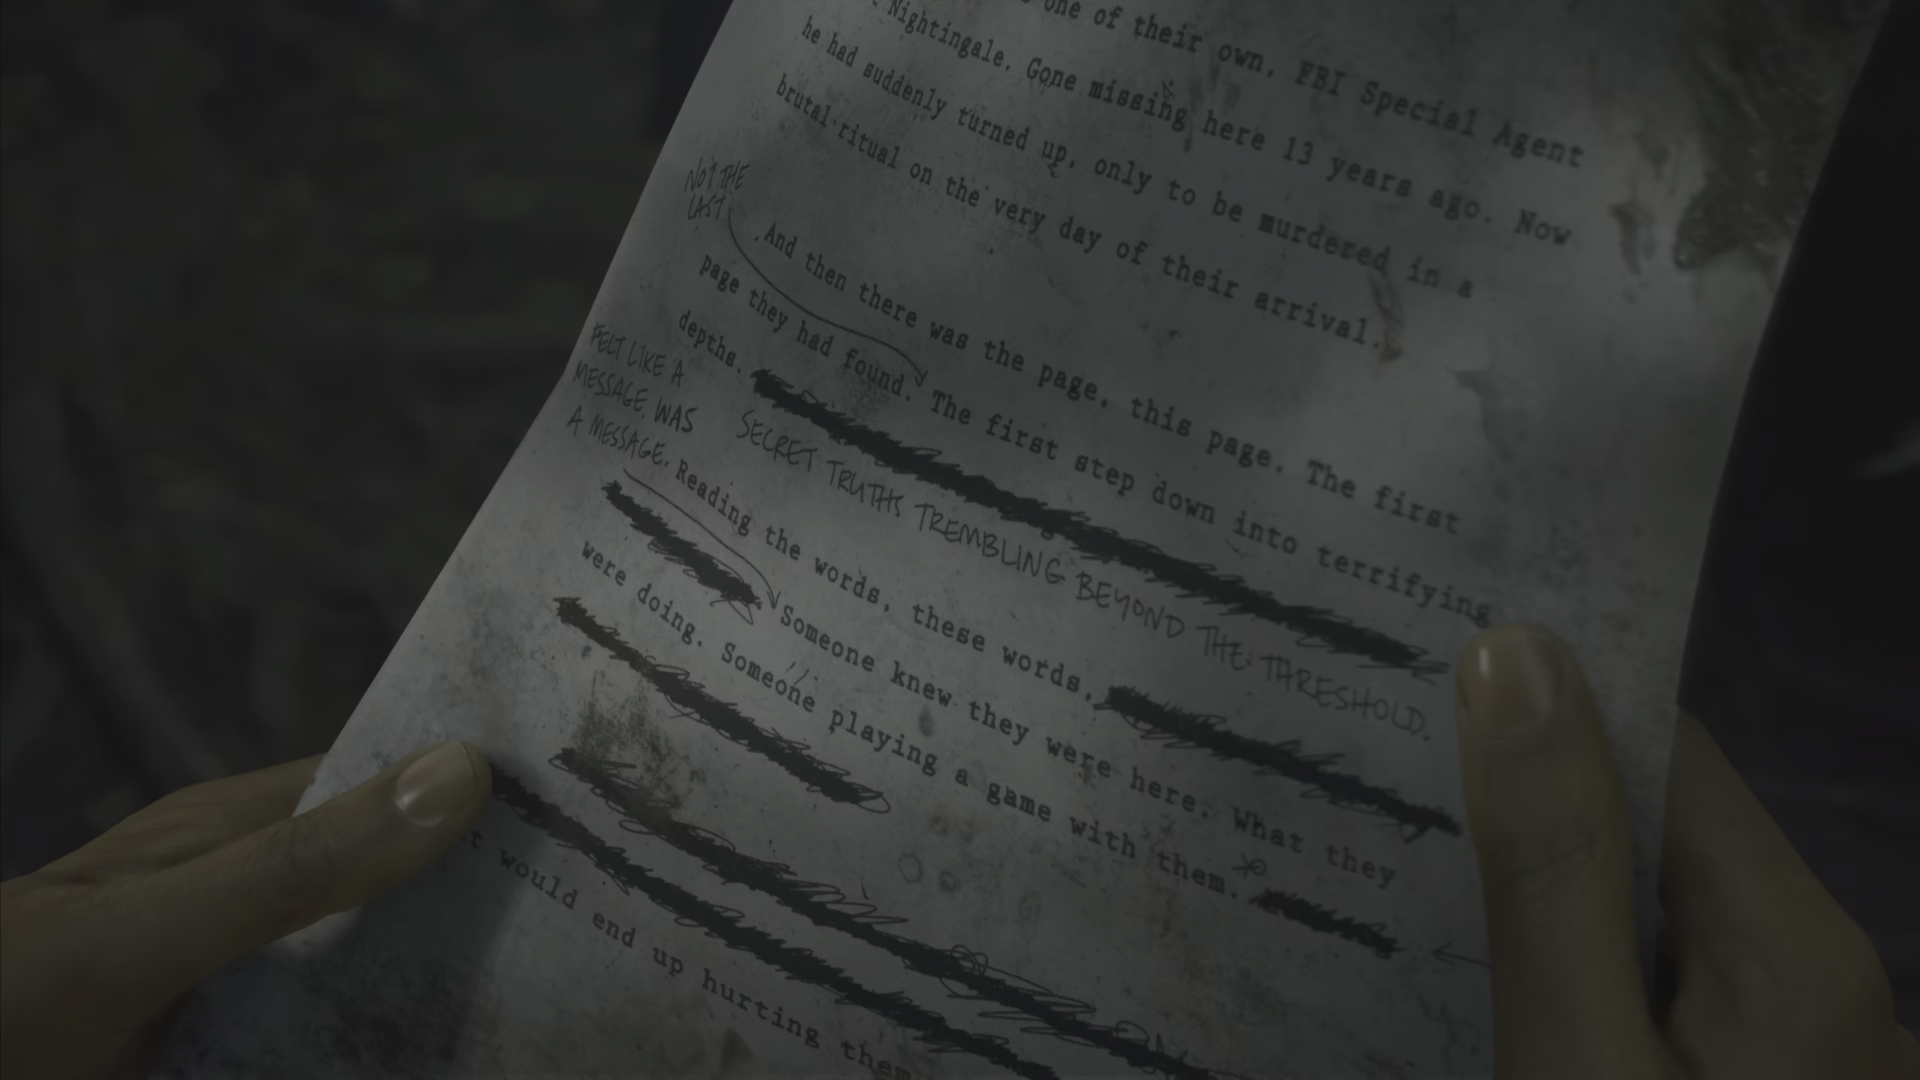 one of their own, FBI Special Agent
Nightingale. Gone missing here 13 years ago. Now
he had suddenly turned up, only to be murdered in a
brutal ritual on the very day of their arrival.
NOT THE
LAST
And then there was the page, this page. The first
page they had found. The first step down into terrifying
depths.
SECRET TRUTHS TREMBLING BEYOND THE THRESHOLD.
FELT LIKE A
MESSAGE. WAS
A MESSAGE.
Reading the words, these words,
Someone knew they were here. What they
were doing. Someone playing a game with them.
would end up hurting them